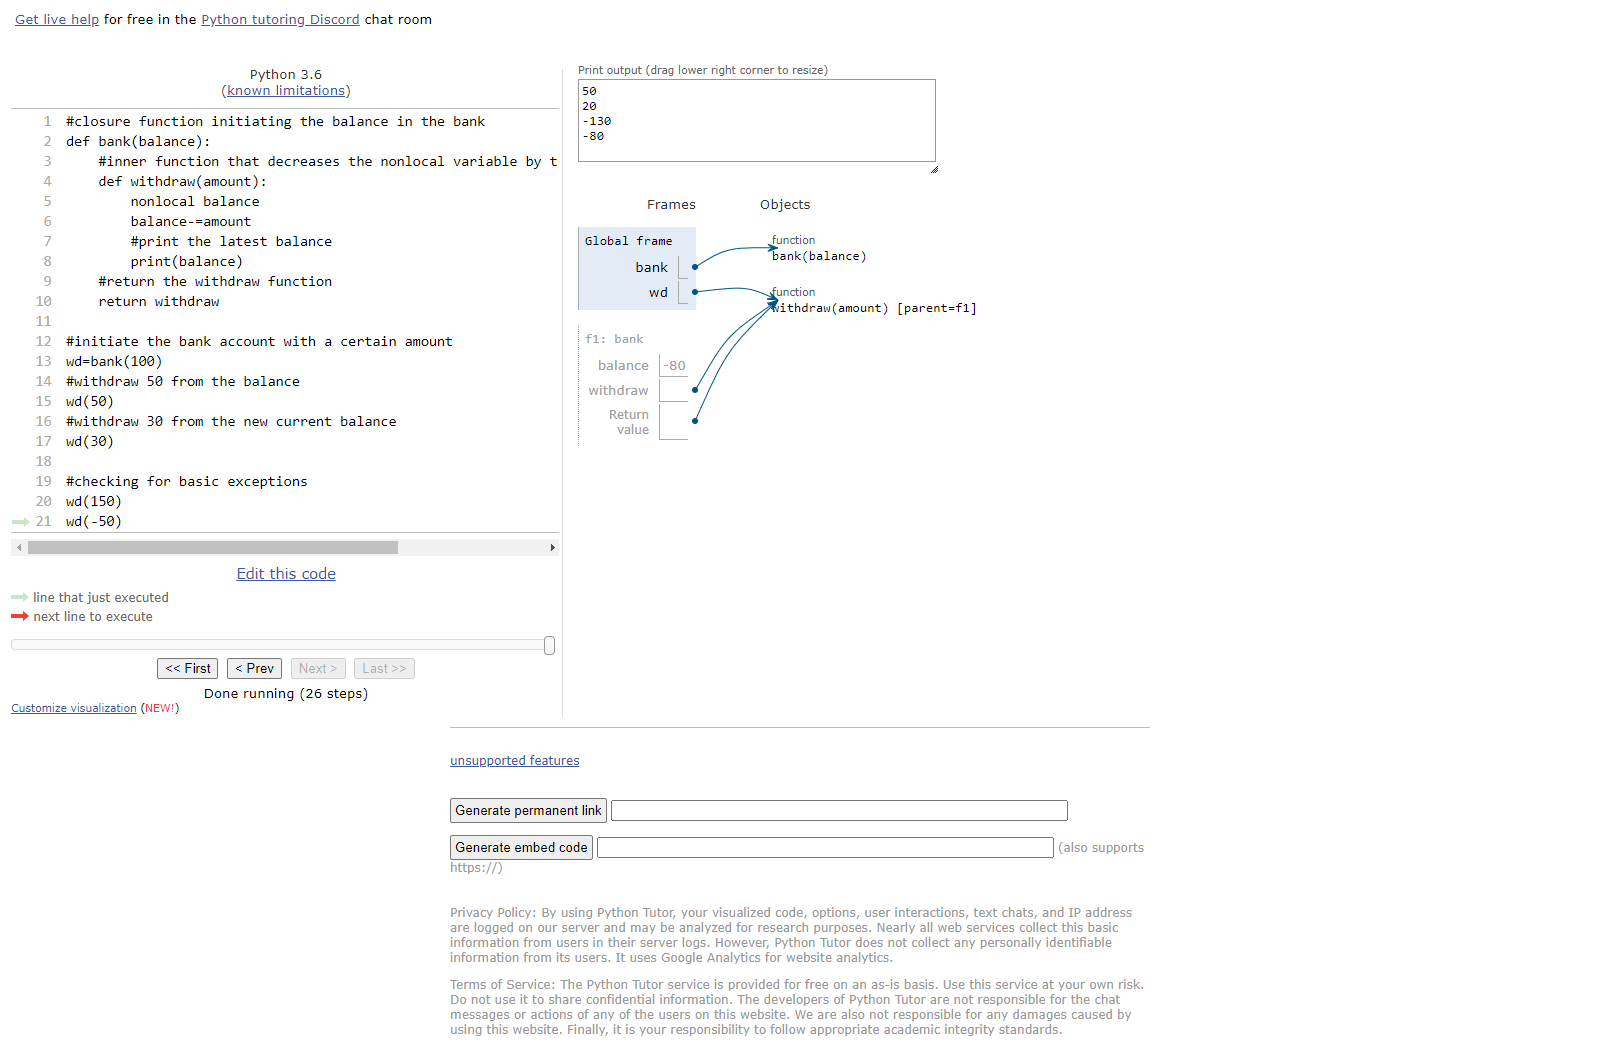 Get live help for free in the Python tutoring Discord chat room
Python 3.6
(known limitations)
1 #closure function initiating the balance in the bank
2 def bank(balance):
3 #inner function that decreases the nonlocal variable by t
4 def withdraw(amount):
5 nonlocal balance
6 balance-=amount
7 #print the latest balance
8 print(balance)
9 #return the withdraw function
10 return withdraw
11
12 #initiate the bank account with a certain amount
13 wd=bank(100)
14 #withdraw 50 from the balance
15 wd(50)
16 #withdraw 30 from the new current balance
17 wd(30)
18
19 #checking for basic exceptions
20 wd(150)
21 wd(-50)
Edit this code
line that just executed
next line to execute
<< First < Prev Next > Last >>
Done running (26 steps)
Customize visualization (NEW!)
Print output (drag lower right corner to resize)
50
20
-130
-80
Frames Objects
Global frame
bank
wd
function
bank(balance)
function
withdraw(amount) [parent=f1]
f1: bank
balance -80
withdraw
Return
value
unsupported features
Generate permanent link
Generate embed code (also supports
https://)
Privacy Policy: By using Python Tutor, your visualized code, options, user interactions, text chats, and IP address
are logged on our server and may be analyzed for research purposes. Nearly all web services collect this basic
information from users in their server logs. However, Python Tutor does not collect any personally identifiable
information from its users. It uses Google Analytics for website analytics.
Terms of Service: The Python Tutor service is provided for free on an as-is basis. Use this service at your own risk.
Do not use it to share confidential information. The developers of Python Tutor are not responsible for the chat
messages or actions of any of the users on this website. We are also not responsible for any damages caused by
using this website. Finally, it is your responsibility to follow appropriate academic integrity standards.